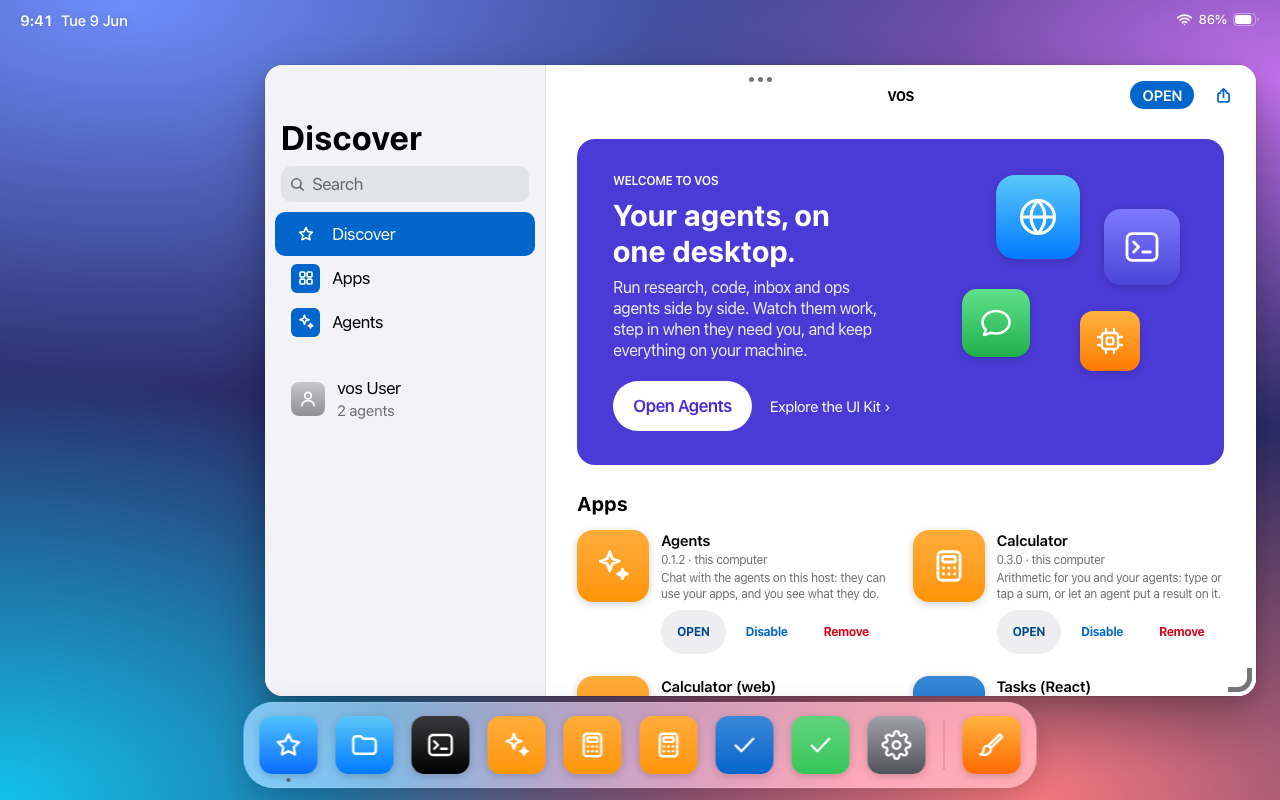 9:41 Tue 9 Jun
86%
Discover
Search
Discover
Apps
Agents
vos User
2 agents
VOS
OPEN
WELCOME TO VOS
Your agents, on
one desktop.
Run research, code, inbox and ops
agents side by side. Watch them work,
step in when they need you, and keep
everything on your machine.
Open Agents
Explore the UI Kit ›
Apps
Agents
0.1.2 · this computer
Chat with the agents on this host: they can
use your apps, and you see what they do.
OPEN Disable Remove
Calculator
0.3.0 · this computer
Arithmetic for you and your agents: type or
tap a sum, or let an agent put a result on it.
OPEN Disable Remove
Calculator (web)
Tasks (React)